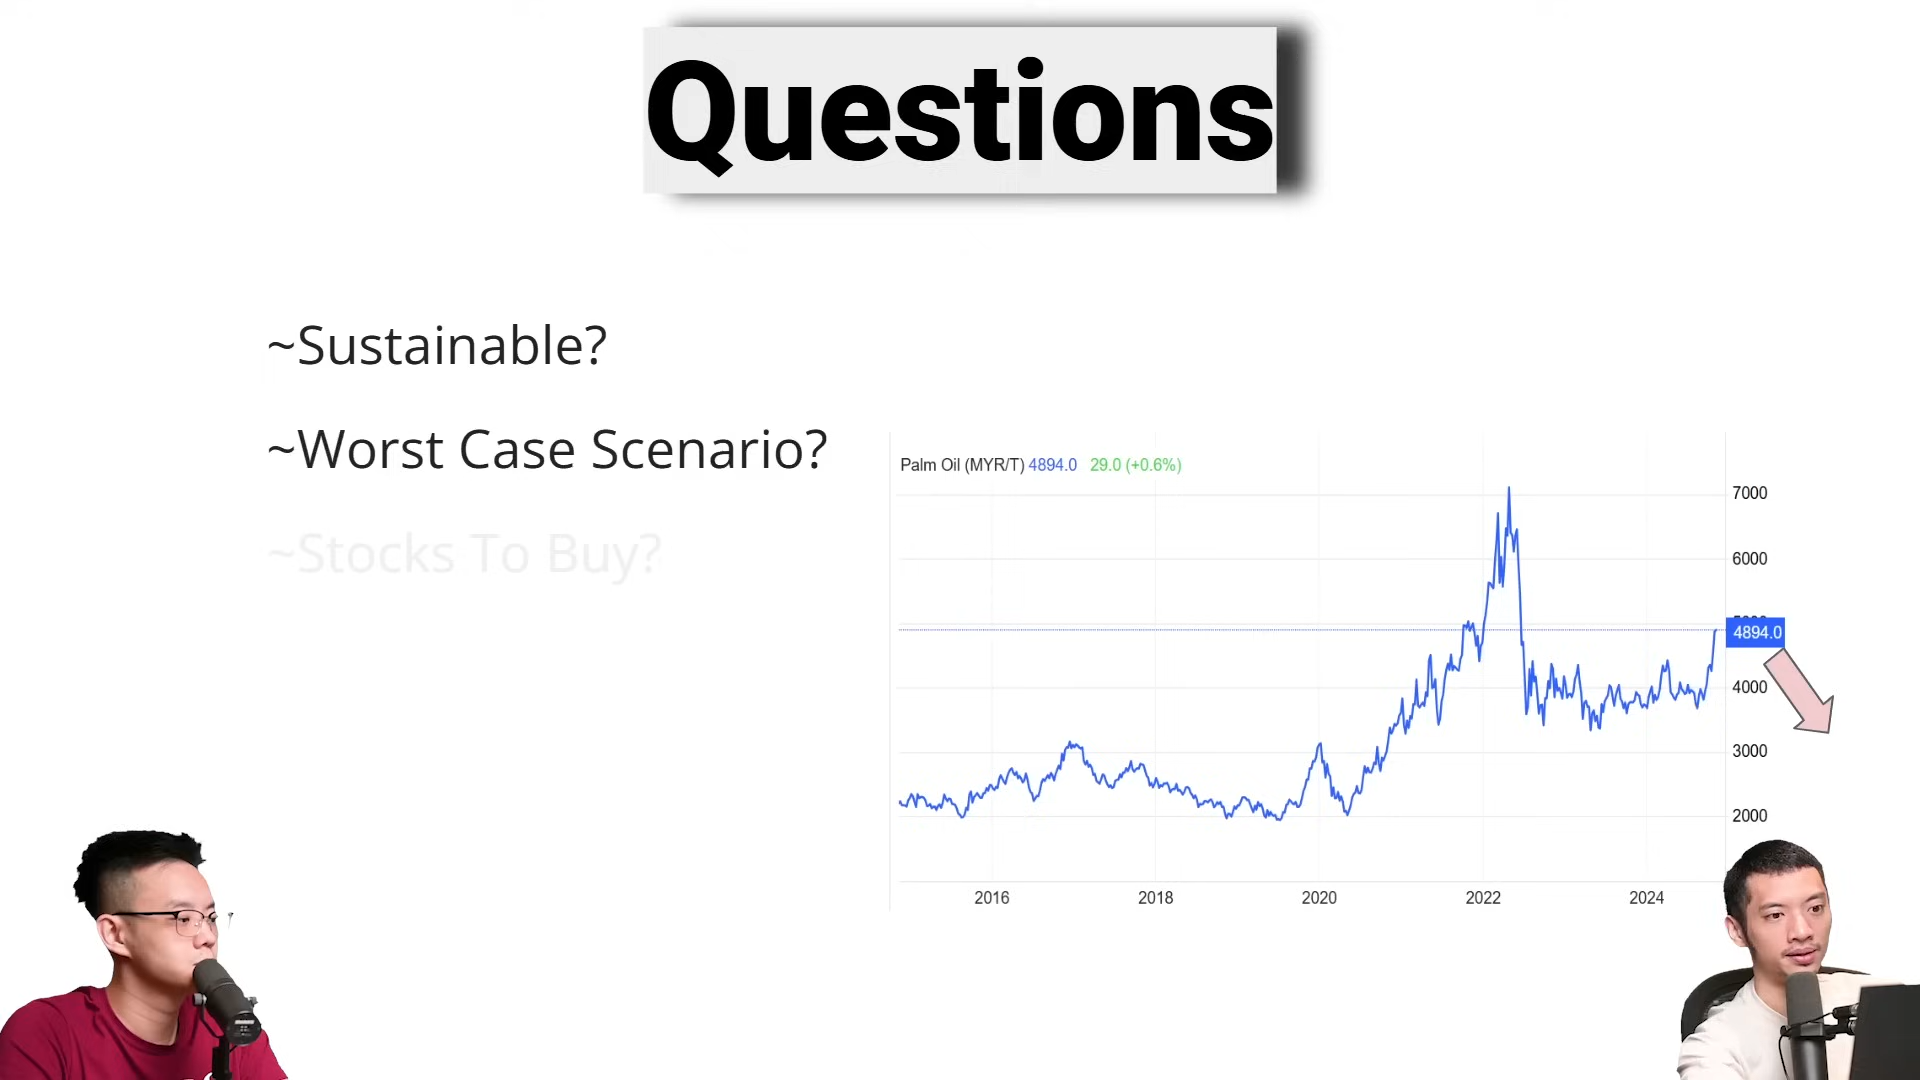 Questions
~Sustainable?
~Worst Case Scenario?
~Stocks To Buy?
Palm Oil (MYR/T) 4894.0 29.0 (+0.6%)
7000
6000
4894.0
4000
3000
2000
2016 2018 2020 2022 2024